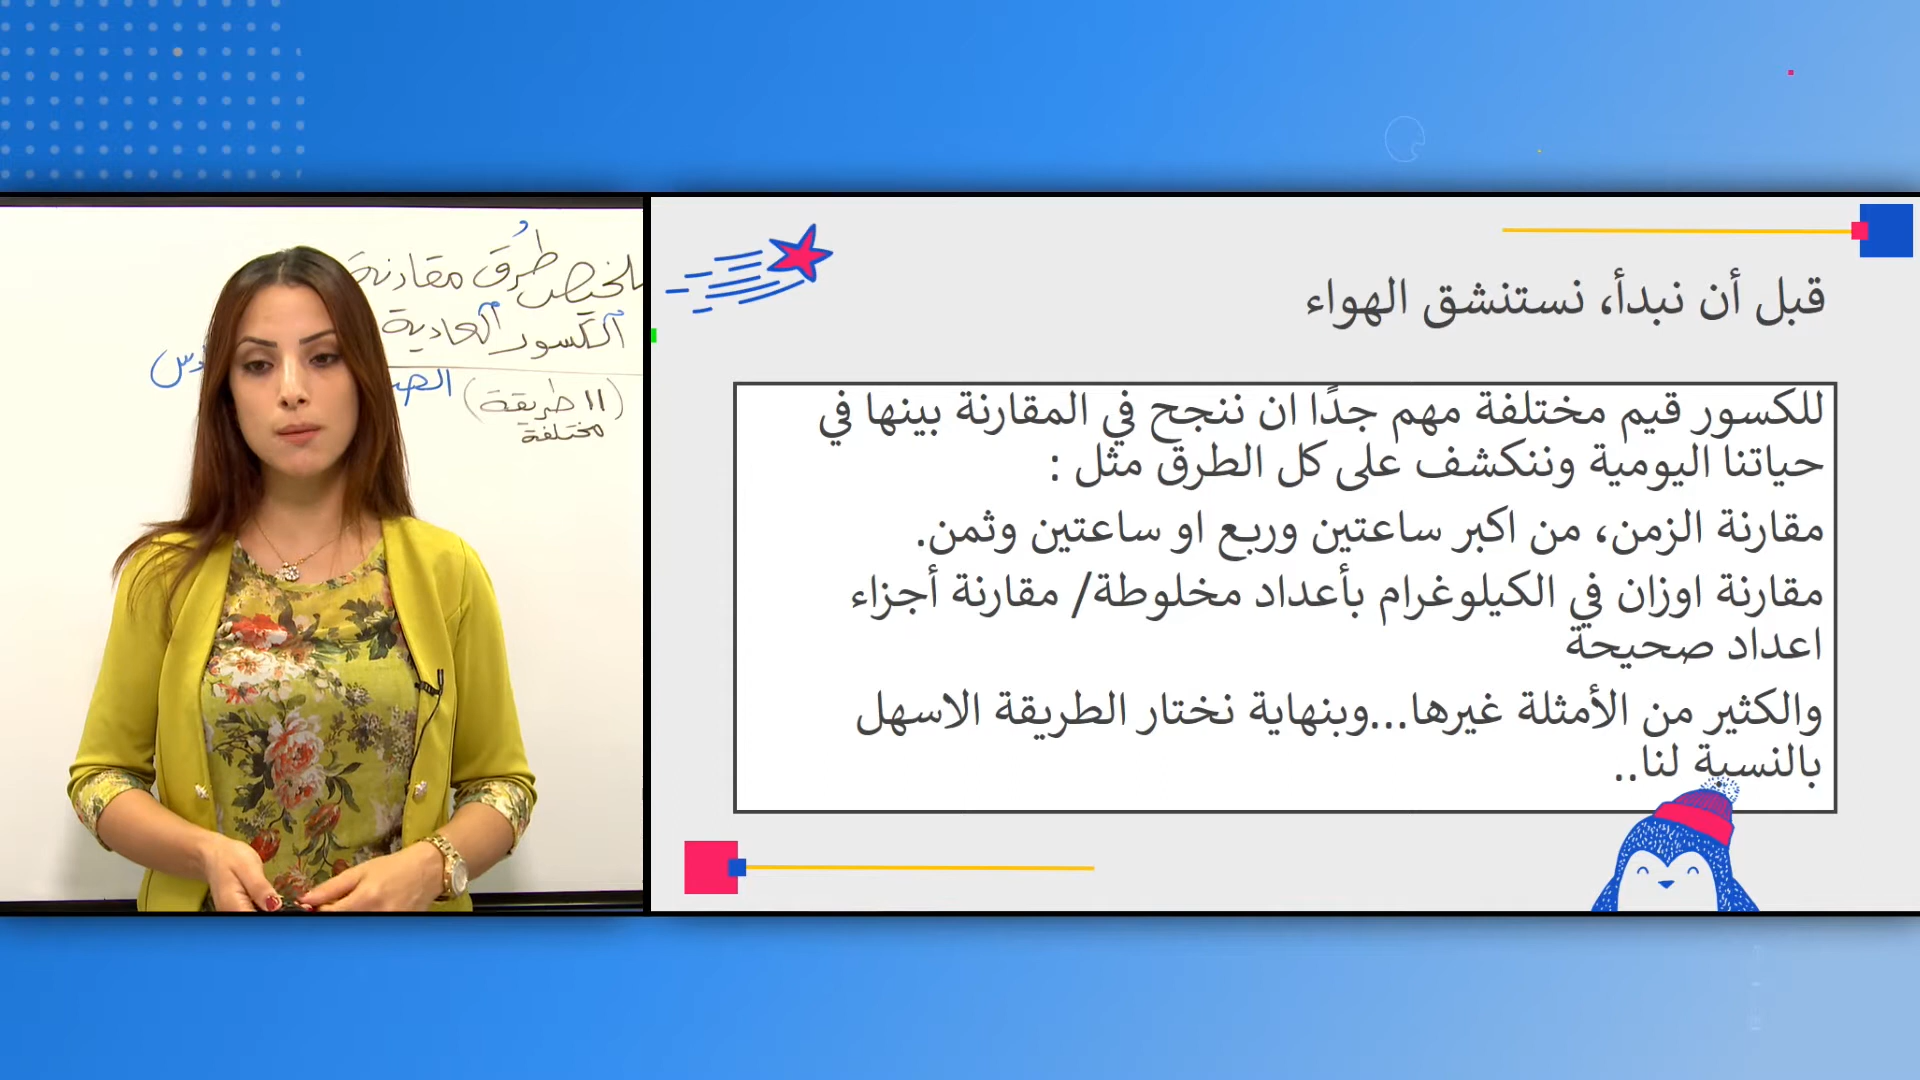 طرق مقارنة
الكسور العادية
(11 طريقة
مختلفة)
قبل أن نبدأ، نستنشق الهواء
للكسور قيم مختلفة مهم جدًا ان ننجح في المقارنة بينها في
حياتنا اليومية وننكشف على كل الطرق مثل :
مقارنة الزمن، من اكبر ساعتين وربع او ساعتين وثمن.
مقارنة اوزان في الكيلوغرام بأعداد مخلوطة/ مقارنة أجزاء
اعداد صحيحة
والكثير من الأمثلة غيرها...وبنهاية نختار الطريقة الاسهل
بالنسبة لنا..